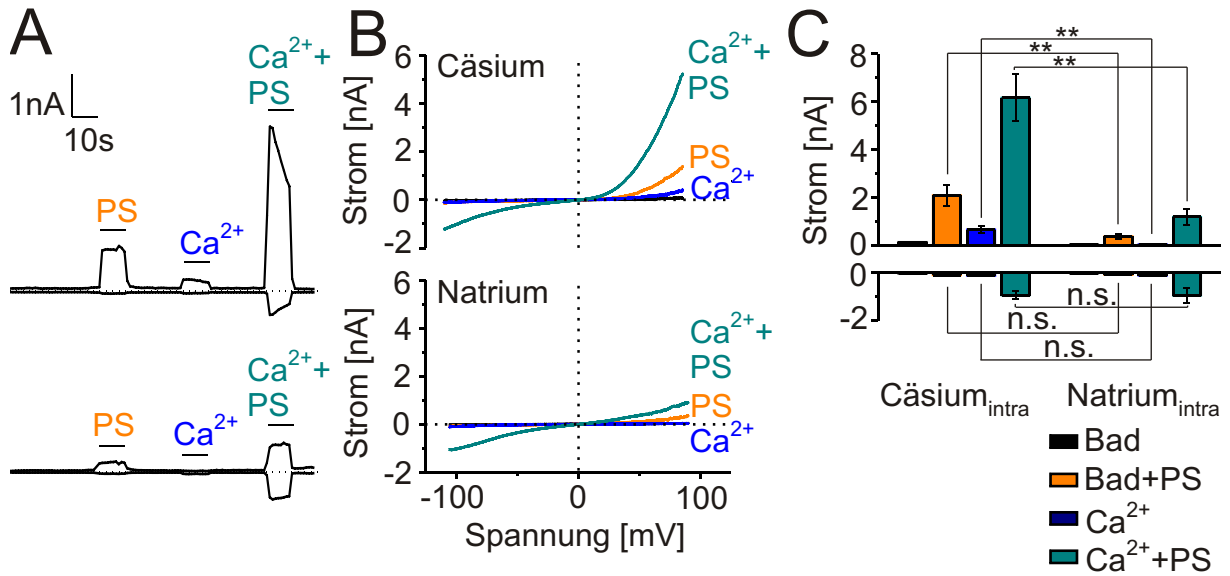 A
1nA
10s
PS
Ca²⁺
Ca²⁺+
PS
PS
Ca²⁺
Ca²⁺+
PS
B
Strom [nA]
6
4
2
0
-2
Cäsium
Ca²⁺+
PS
PS
Ca²⁺
Strom [nA]
6
4
2
0
-2
Natrium
Ca²⁺+
PS
PS
Ca²⁺
-100
0
100
Spannung [mV]
C
Strom [nA]
8
6
4
2
0
0
-2
**
**
**
n.s.
n.s.
n.s.
Cäsium_intra
Natrium_intra
Bad
Bad+PS
Ca²⁺
Ca²⁺+PS